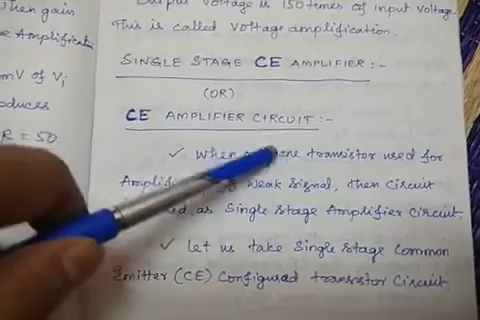 Then gain
Output voltage is 150 times of input voltage.
e Amplificati
This is called voltage amplification.
SINGLE STAGE CE AMPLIFIER :-
mV of Vi
(OR)
oduces
CE AMPLIFIER CIRCUIT :-
R = 50
✓ When one transistor used for
Amplif weak signal, then circuit
as single stage Amplifier circuit.
✓ Let us take single stage Common
Emitter (CE) Configured transistor Circuit